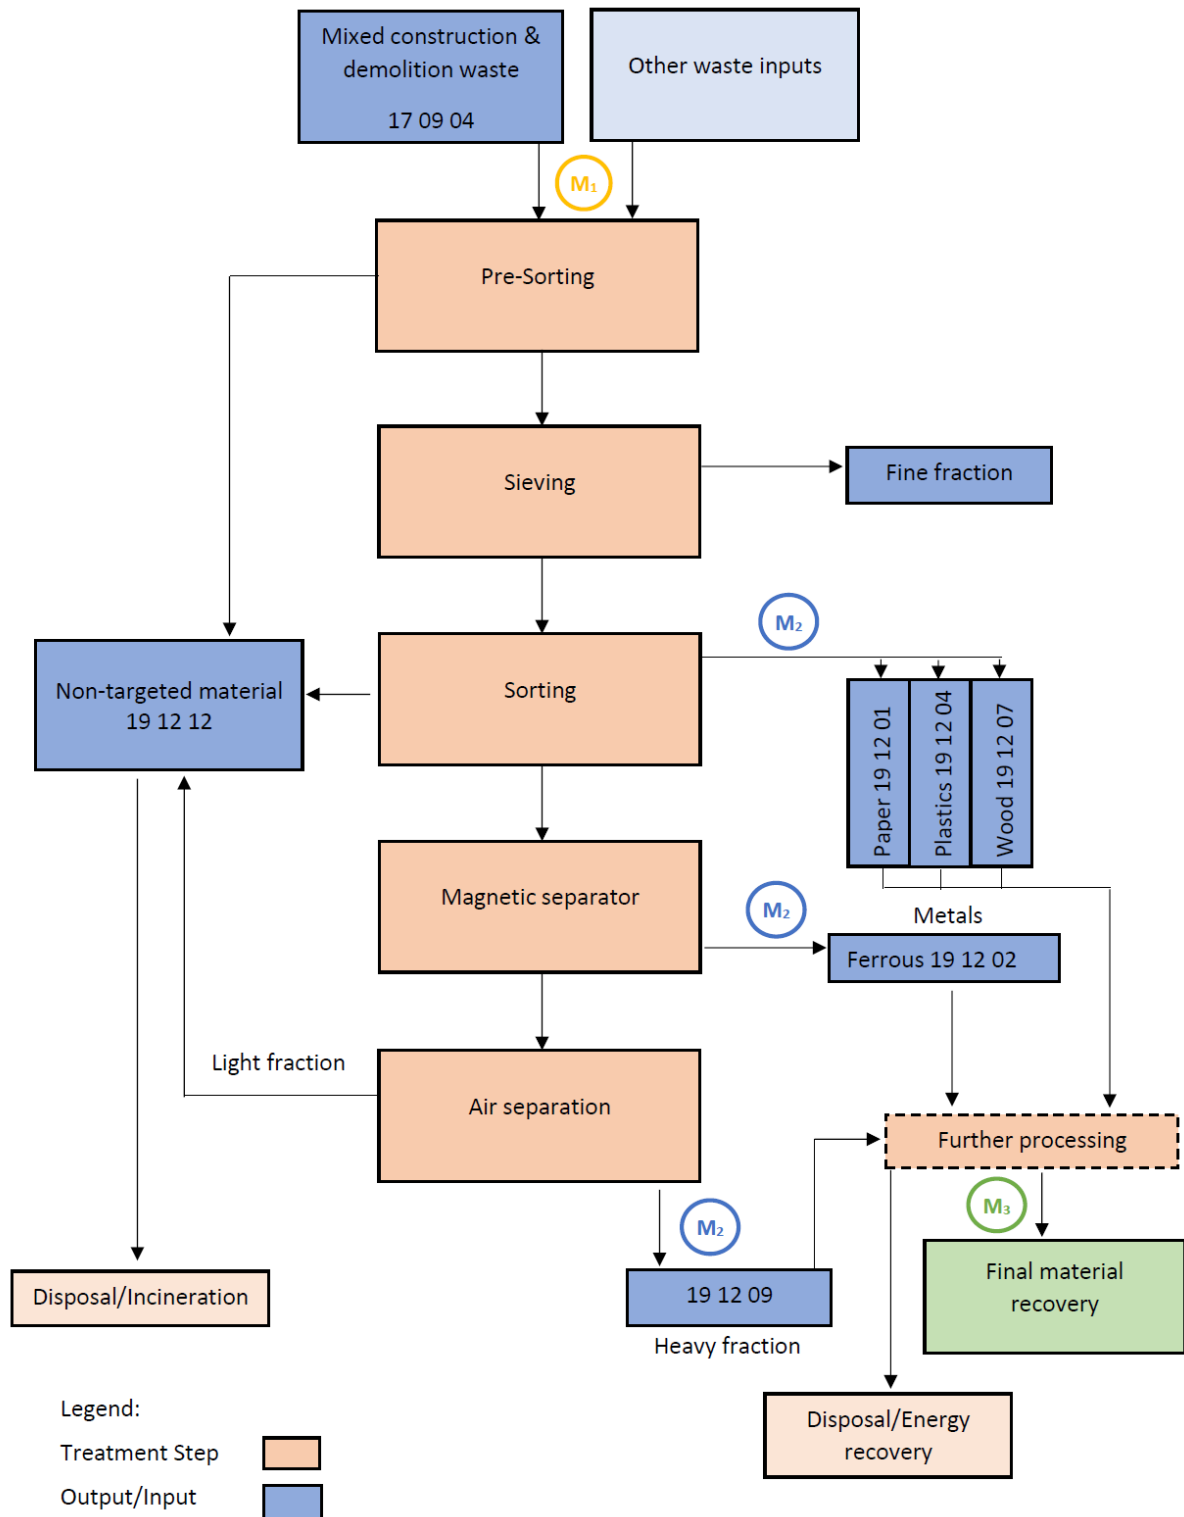 Mixed construction &
demolition waste
17 09 04
Other waste inputs
M1
Pre-Sorting
Sieving
Fine fraction
M2
Sorting
Non-targeted material
19 12 12
Paper 19 12 01
Plastics 19 12 04
Wood 19 12 07
Magnetic separator
M2
Metals
Ferrous 19 12 02
Light fraction
Air separation
Further processing
M2
M3
19 12 09
Heavy fraction
Final material
recovery
Disposal/Incineration
Disposal/Energy
recovery
Legend:
Treatment Step
Output/Input